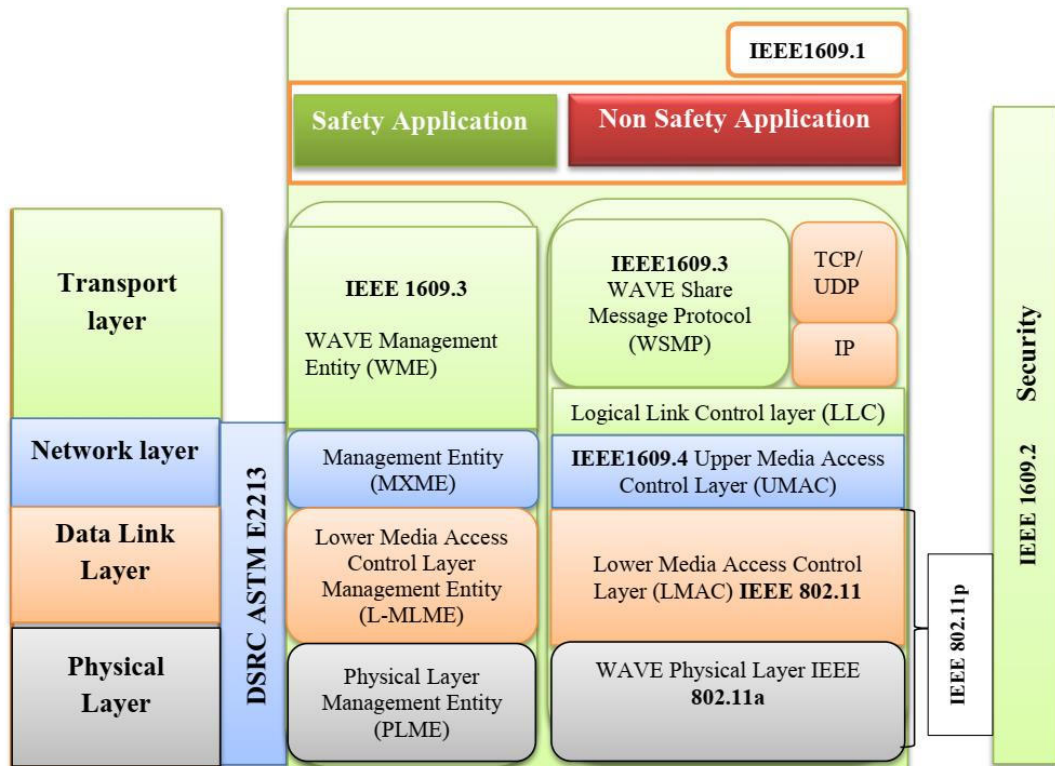 IEEE1609.1
Safety Application
Non Safety Application
Transport
layer
IEEE 1609.3
WAVE Management
Entity (WME)
IEEE1609.3
WAVE Share
Message Protocol
(WSMP)
TCP/
UDP
IP
Logical Link Control layer (LLC)
Network layer
Management Entity
(MXME)
IEEE1609.4 Upper Media Access
Control Layer (UMAC)
Data Link
Layer
Lower Media Access
Control Layer
Management Entity
(L-MLME)
Lower Media Access Control
Layer (LMAC) IEEE 802.11
Physical
Layer
Physical Layer
Management Entity
(PLME)
WAVE Physical Layer IEEE
802.11a
DSRC ASTM E2213
IEEE 802.11p
IEEE 1609.2 Security